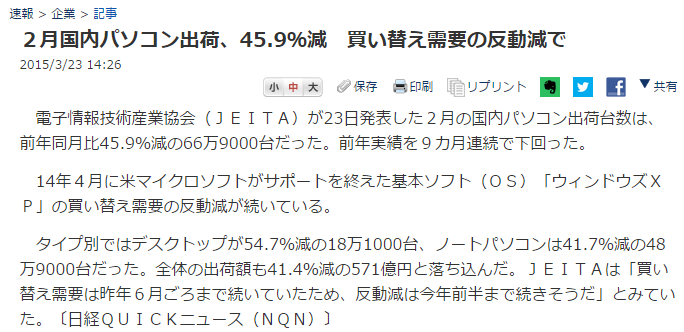 速報 > 企業 > 記事
２月国内パソコン出荷、45.9%減　買い替え需要の反動減で
2015/3/23 14:26
小 中 大 保存 印刷 リプリント 共有
電子情報技術産業協会（ＪＥＩＴＡ）が23日発表した２月の国内パソコン出荷台数は、
前年同月比45.9%減の66万9000台だった。前年実績を９カ月連続で下回った。
14年４月に米マイクロソフトがサポートを終えた基本ソフト（ＯＳ）「ウィンドウズＸ
Ｐ」の買い替え需要の反動減が続いている。
タイプ別ではデスクトップが54.7%減の18万1000台、ノートパソコンは41.7%減の48
万9000台だった。全体の出荷額も41.4%減の571億円と落ち込んだ。ＪＥＩＴＡは「買い
替え需要は昨年６月ごろまで続いていたため、反動減は今年前半まで続きそうだ」とみてい
た。〔日経ＱＵＩＣＫニュース（ＮＱＮ）〕